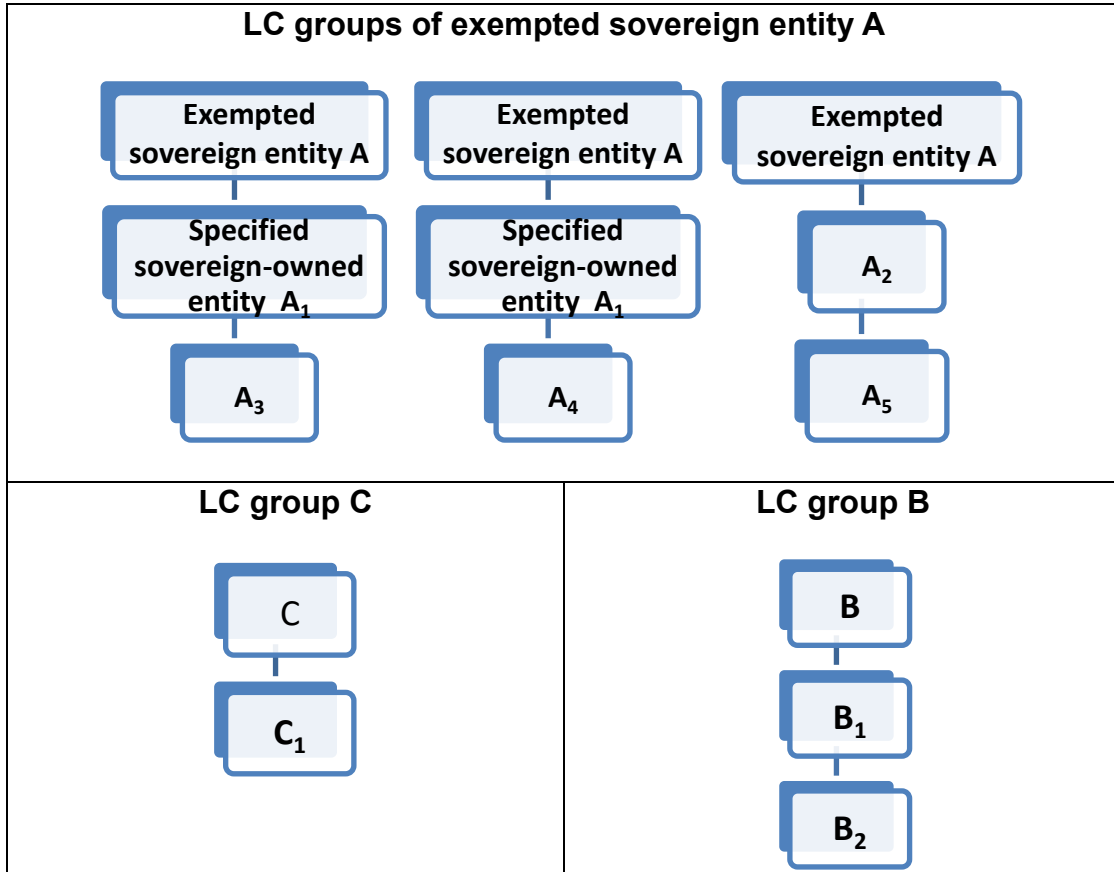 LC groups of exempted sovereign entity A
Exempted
sovereign entity A
Specified
sovereign-owned
entity A₁
A₃
Exempted
sovereign entity A
Specified
sovereign-owned
entity A₁
A₄
Exempted
sovereign entity A
A₂
A₅
LC group C
C
C₁
LC group B
B
B₁
B₂